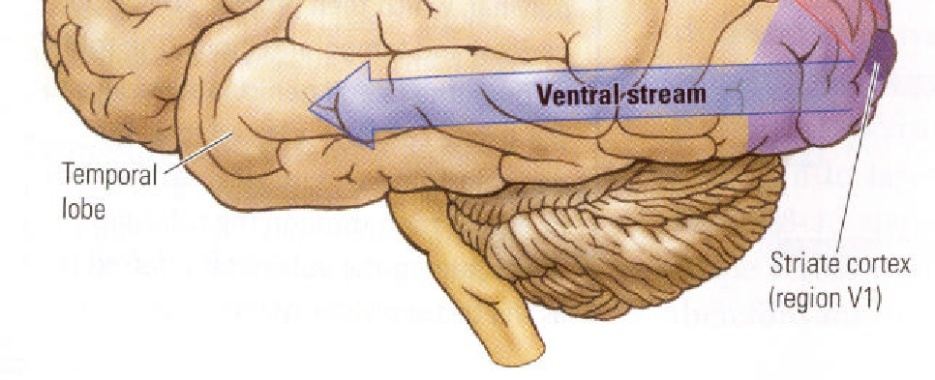 Ventral stream
Temporal
lobe
Striate cortex
(region V1)